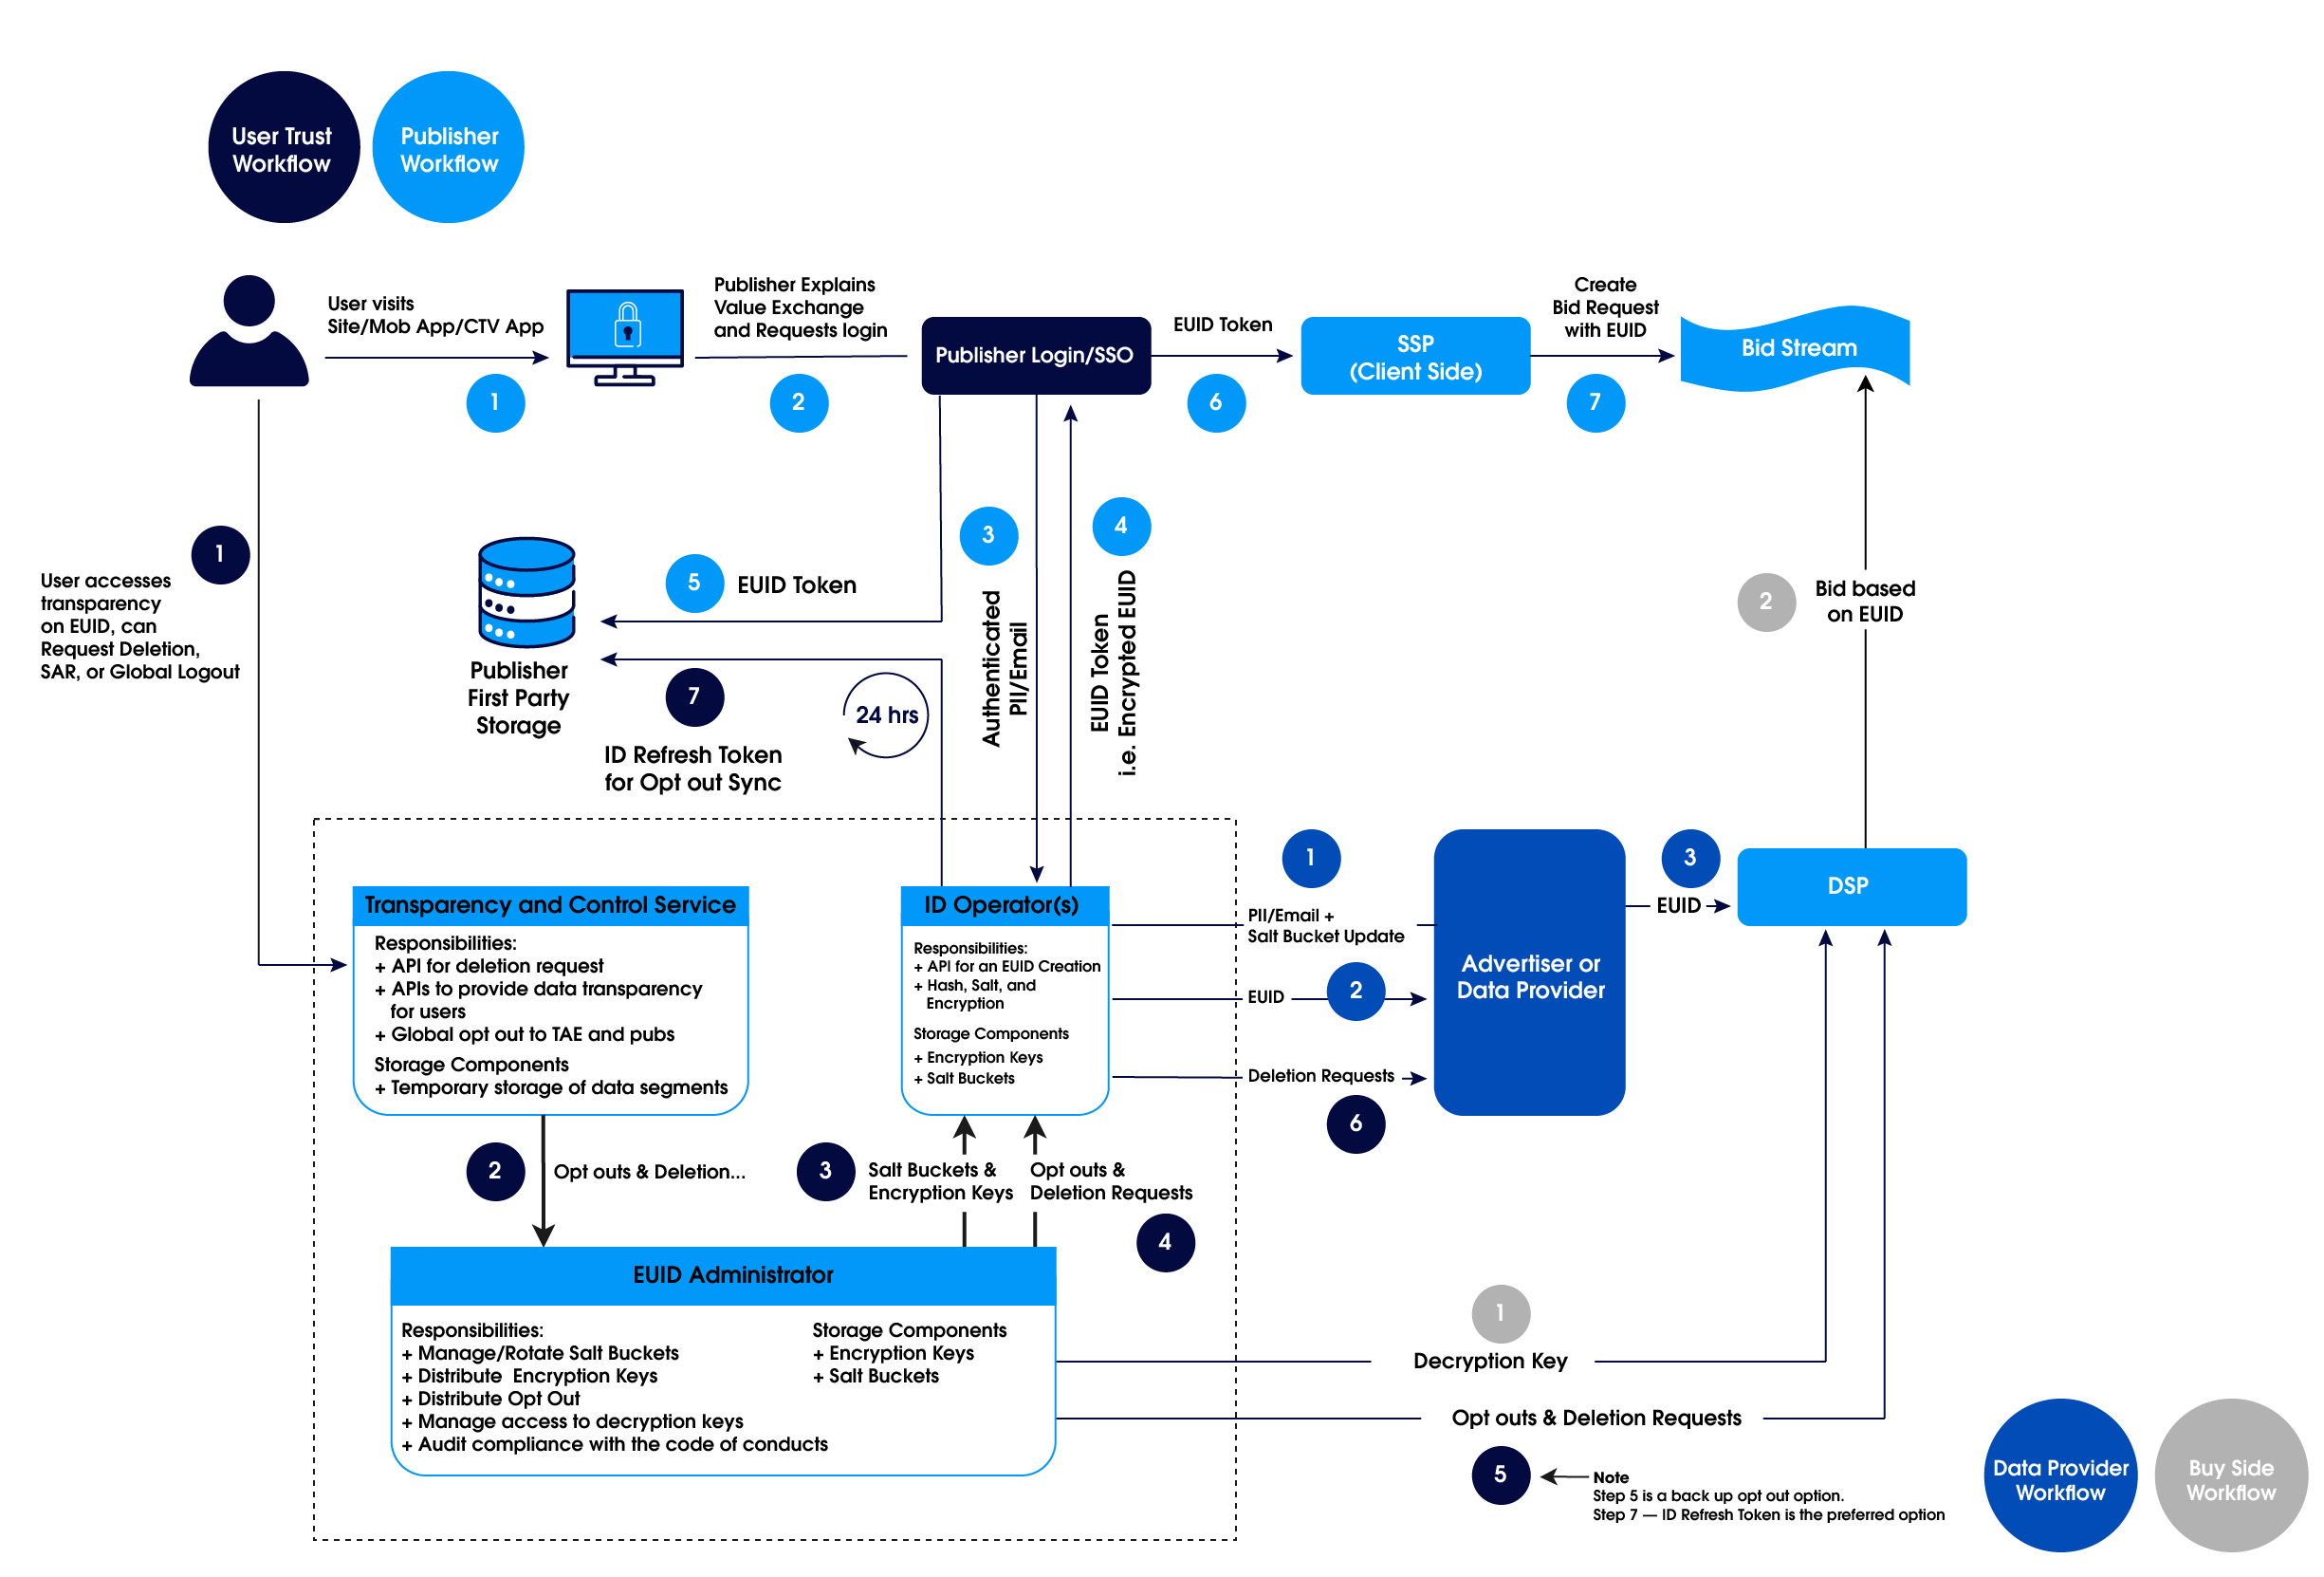 User Trust
Workflow
Publisher
Workflow
User visits
Site/Mob App/CTV App
1
Publisher Explains
Value Exchange
and Requests login
2
Publisher Login/SSO
EUID Token
6
SSP
(Client Side)
Create
Bid Request
with EUID
7
Bid Stream
1
User accesses
transparency
on EUID, can
Request Deletion,
SAR, or Global Logout
5
EUID Token
Publisher
First Party
Storage
7
ID Refresh Token
for Opt out Sync
24 hrs
3
Authenticated
PII/Email
4
EUID Token
i.e. Encrypted EUID
2
Bid based
on EUID
Transparency and Control Service
Responsibilities:
+ API for deletion request
+ APIs to provide data transparency
for users
+ Global opt out to TAE and pubs
Storage Components
+ Temporary storage of data segments
ID Operator(s)
Responsibilities:
+ API for an EUID Creation
+ Hash, Salt, and
Encryption
Storage Components
+ Encryption Keys
+ Salt Buckets
1
PII/Email +
Salt Bucket Update
EUID
2
Deletion Requests
6
Advertiser or
Data Provider
3
EUID
DSP
2
Opt outs & Deletion...
3
Salt Buckets &
Encryption Keys
Opt outs &
Deletion Requests
4
EUID Administrator
Responsibilities:
+ Manage/Rotate Salt Buckets
+ Distribute  Encryption Keys
+ Distribute Opt Out
+ Manage access to decryption keys
+ Audit compliance with the code of conducts
Storage Components
+ Encryption Keys
+ Salt Buckets
1
Decryption Key
Opt outs & Deletion Requests
5
Note
Step 5 is a back up opt out option.
Step 7 — ID Refresh Token is the preferred option
Data Provider
Workflow
Buy Side
Workflow